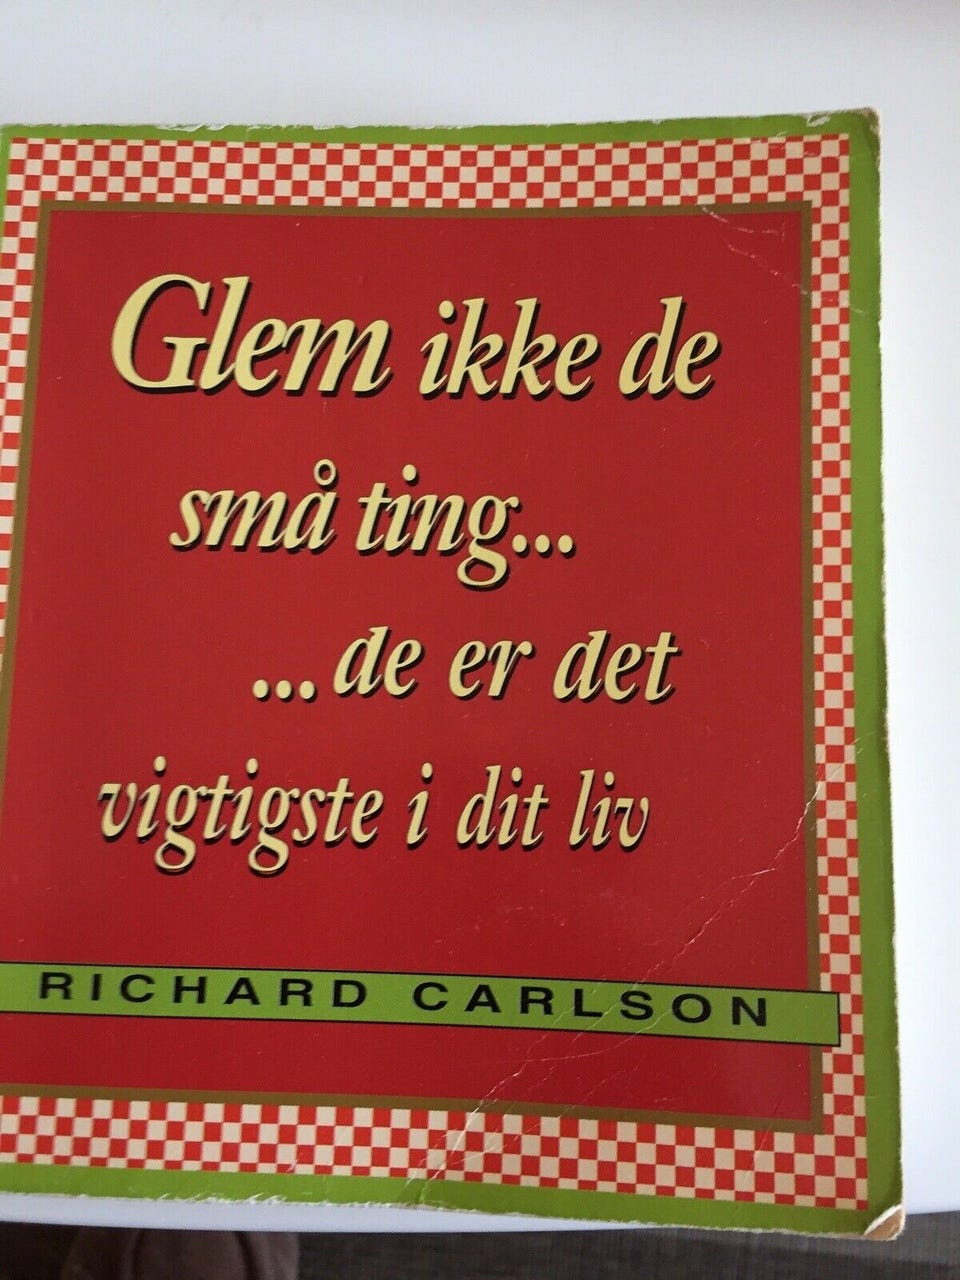 Glem ikke de
små ting...
...de er det
vigtigste i dit liv
RICHARD CARLSON